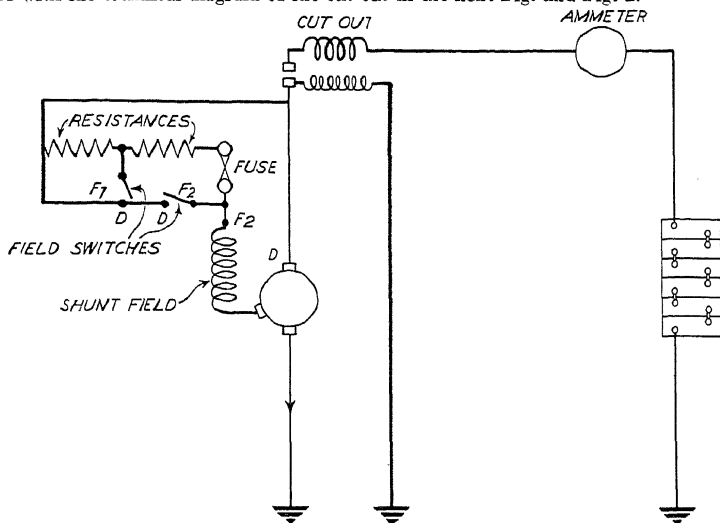 CUT OUT
AMMETER
RESISTANCES
FUSE
F1
F2
D
D
F2
FIELD SWITCHES
D
SHUNT FIELD